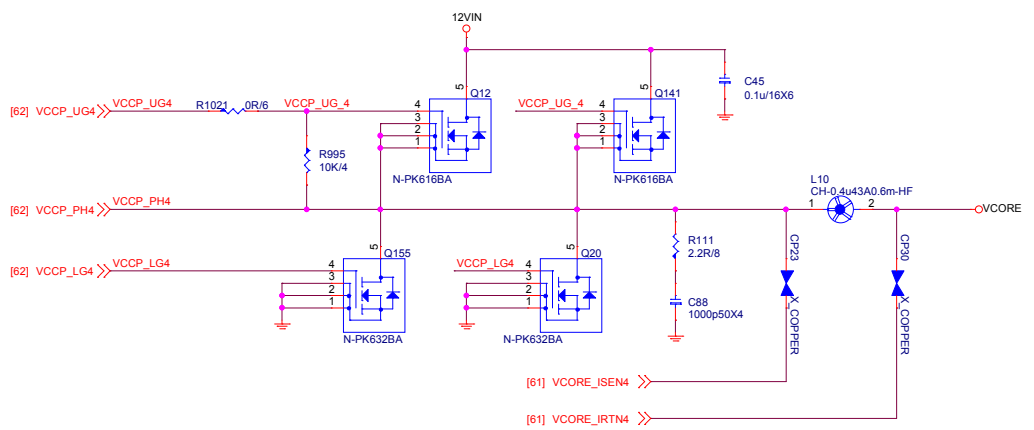 12VIN
C45
0.1u/16X6
5
Q12
5
Q141
[62] VCCP_UG4
VCCP_UG4
R1021
0R/6
VCCP_UG_4
4
3
2
1
VCCP_UG_4
4
3
2
1
R995
10K/4
N-PK616BA
N-PK616BA
L10
CH-0.4u43A0.6m-HF
[62] VCCP_PH4
VCCP_PH4
1
2
VCORE
5
Q155
5
Q20
R111
2.2R/8
CP23
CP30
[62] VCCP_LG4
VCCP_LG4
4
3
2
1
VCCP_LG4
4
3
2
1
C88
1000p50X4
X_COPPER
X_COPPER
N-PK632BA
N-PK632BA
[61] VCORE_ISEN4
[61] VCORE_IRTN4